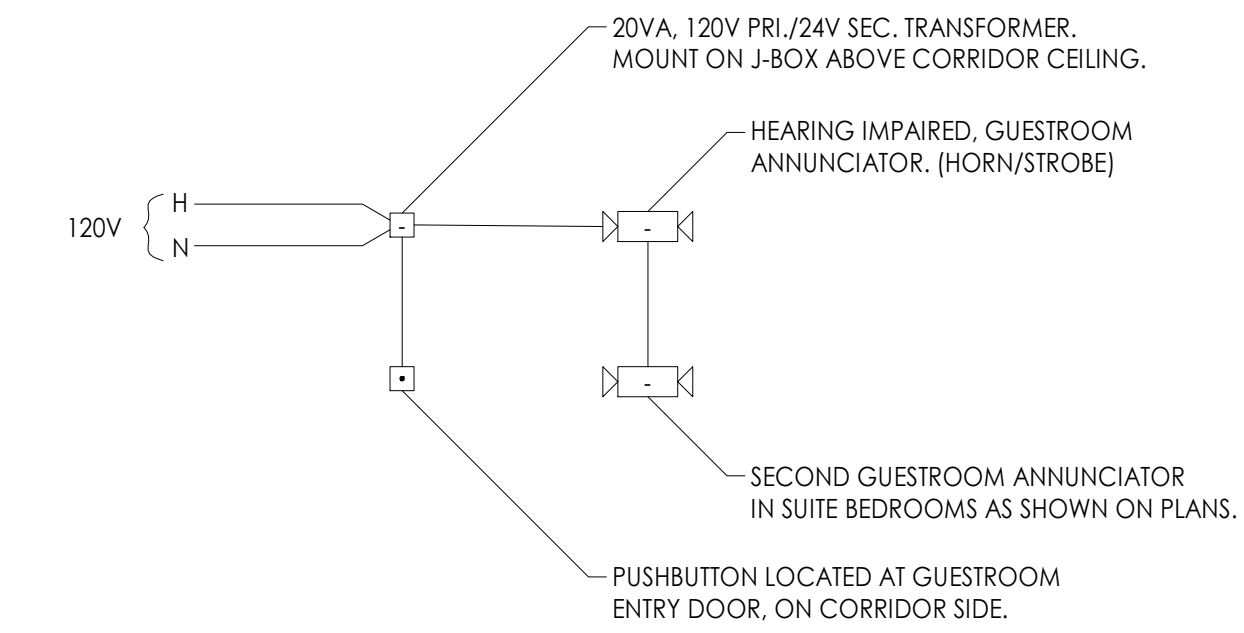 20VA, 120V PRI./24V SEC. TRANSFORMER.
MOUNT ON J-BOX ABOVE CORRIDOR CEILING.
HEARING IMPAIRED, GUESTROOM
ANNUNCIATOR. (HORN/STROBE)
H
120V
N
SECOND GUESTROOM ANNUNCIATOR
IN SUITE BEDROOMS AS SHOWN ON PLANS.
PUSHBUTTON LOCATED AT GUESTROOM
ENTRY DOOR, ON CORRIDOR SIDE.